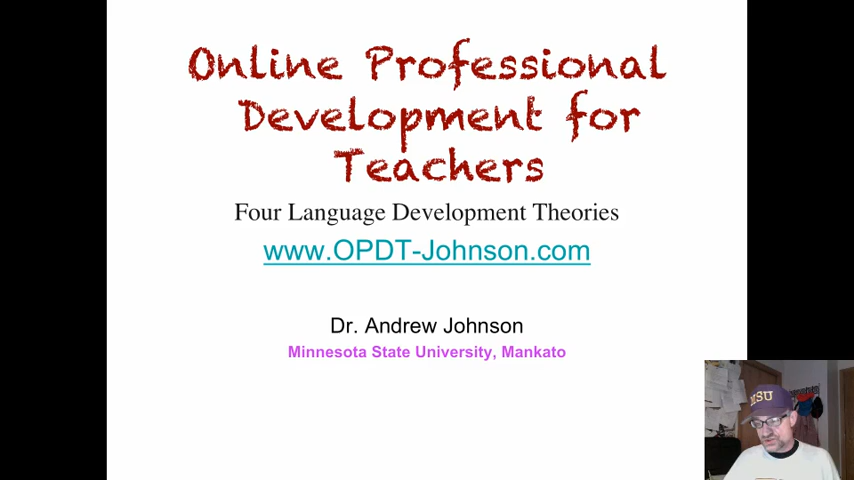 Online Professional
Development for
Teachers
Four Language Development Theories
www.OPDT-Johnson.com
Dr. Andrew Johnson
Minnesota State University, Mankato
MSU